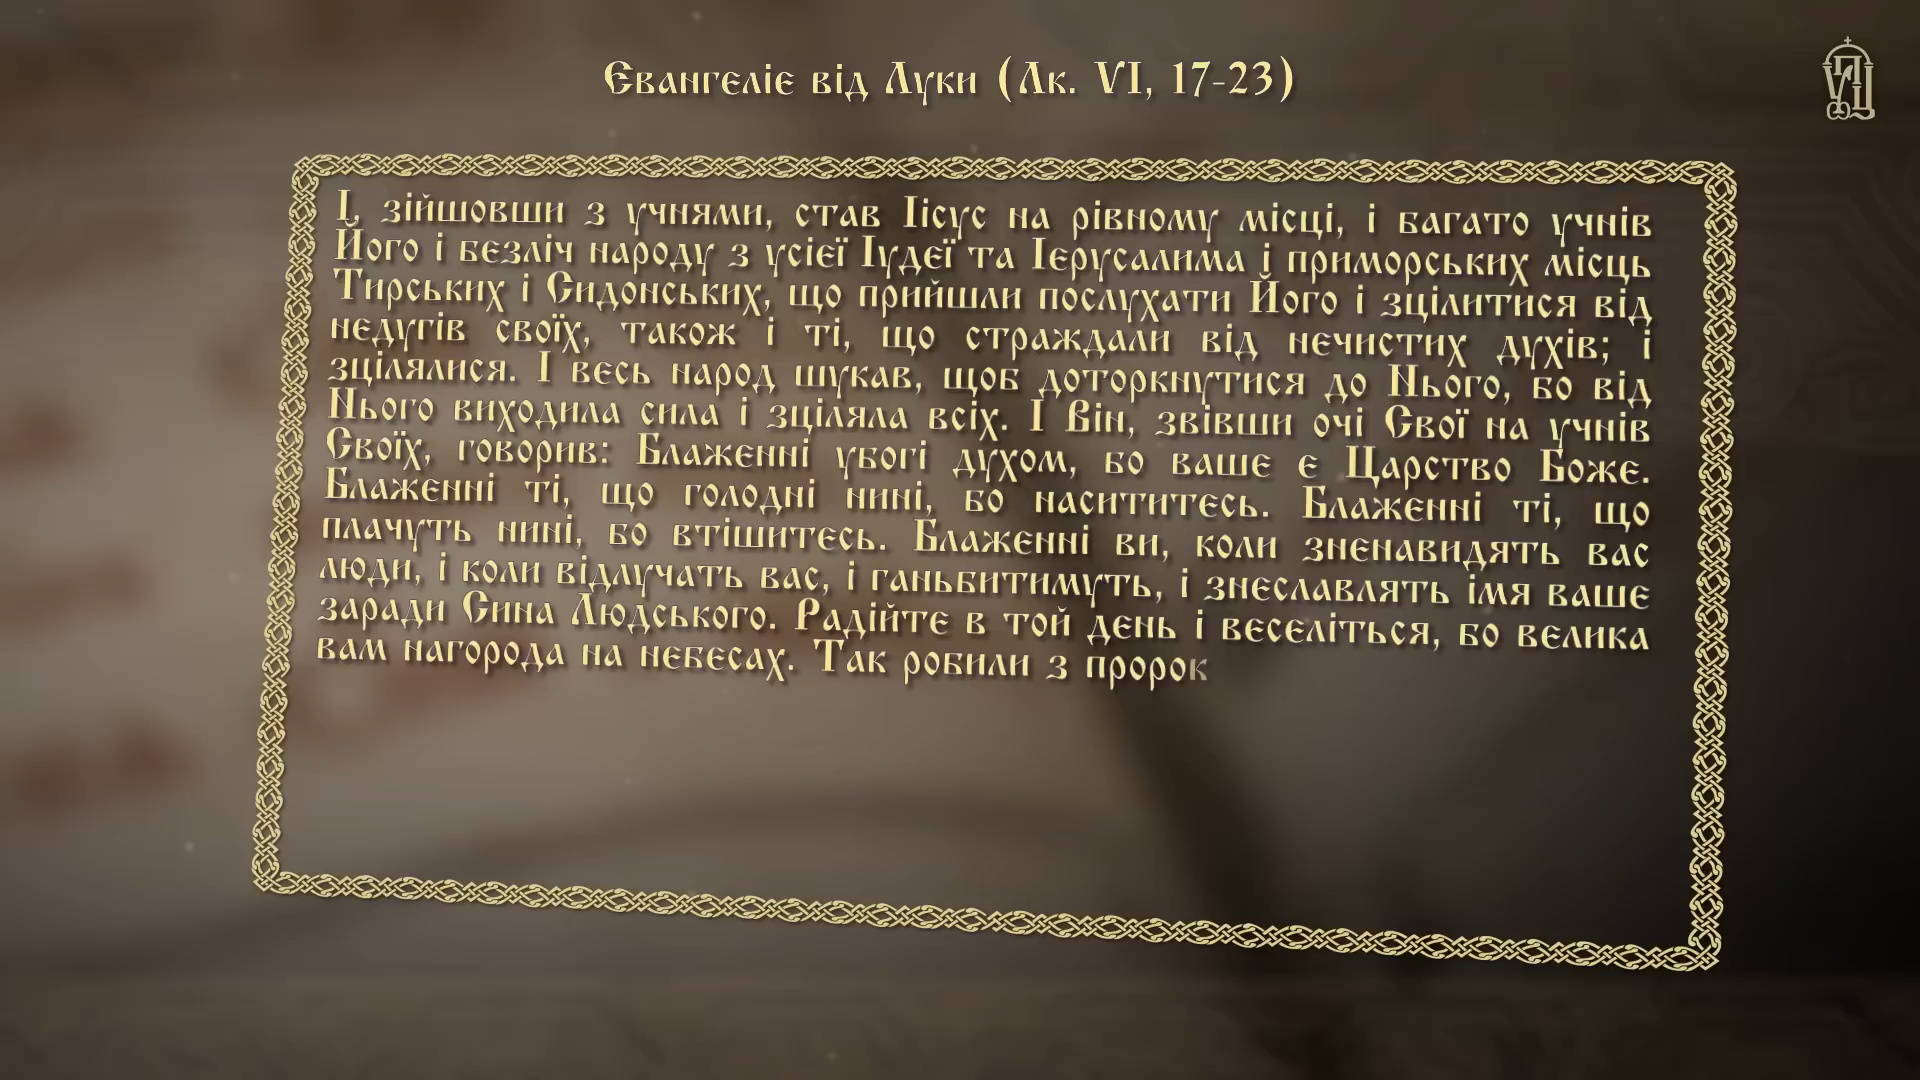 Євангеліє від Луки (Лк. VI, 17-23)
І, зійшовши з учнями, став Іісус на рівному місці, і багато учнів
Його і безліч народу з усієї Іудеї та Ієрусалима і приморських місць
Тирських і Сидонських, що прийшли послухати Його і зцілитися від
недугів своїх, також і ті, що страждали від нечистих духів; і
зцілялися. І весь народ шукав, щоб доторкнутися до Нього, бо від
Нього виходила сила і зціляла всіх. І Він, звівши очі Свої на учнів
Своїх, говорив: Блаженні убогі духом, бо ваше є Царство Боже.
Блаженні ті, що голодні нині, бо насититесь. Блаженні ті, що
плачуть нині, бо втішитесь. Блаженні ви, коли зненавидять вас
люди, і коли відлучать вас, і ганьбитимуть, і знеславлять імя ваше
заради Сина Людського. Радійте в той день і веселіться, бо велика
вам нагорода на небесах. Так робили з пророк